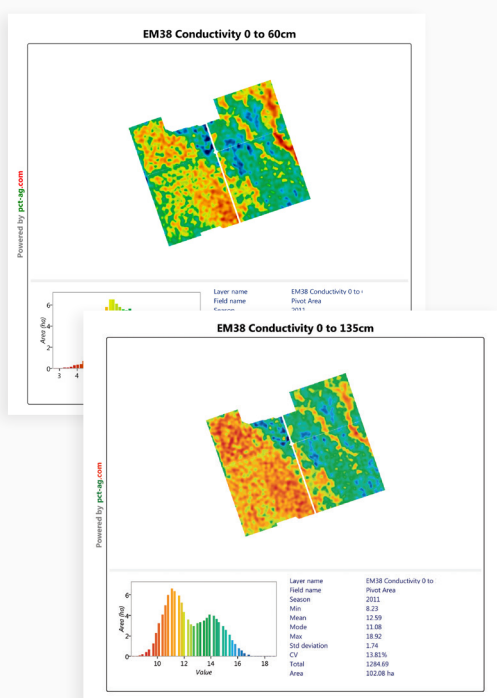 EM38 Conductivity 0 to 60cm
Powered by pct-ag.com
Layer name EM38 Conductivity 0 to
Field name Pivot Area
Season 2011
Area (ha)
6
4
2
0
3 4
EM38 Conductivity 0 to 135cm
Powered by pct-ag.com
Layer name EM38 Conductivity 0 to
Field name Pivot Area
Season 2011
Min 8.23
Mean 12.59
Mode 11.08
Max 18.92
Std deviation 1.74
CV 13.81%
Total 1284.69
Area 102.08 ha
Area (ha)
6
4
2
0
10 12 14 16 18
Value